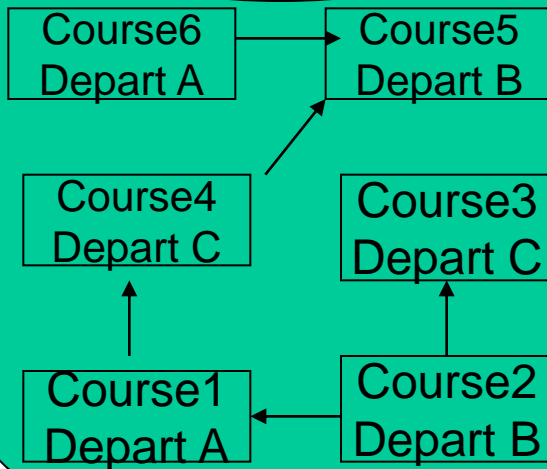 Course6
Depart A
Course5
Depart B
Course4
Depart C
Course3
Depart C
Course1
Depart A
Course2
Depart B